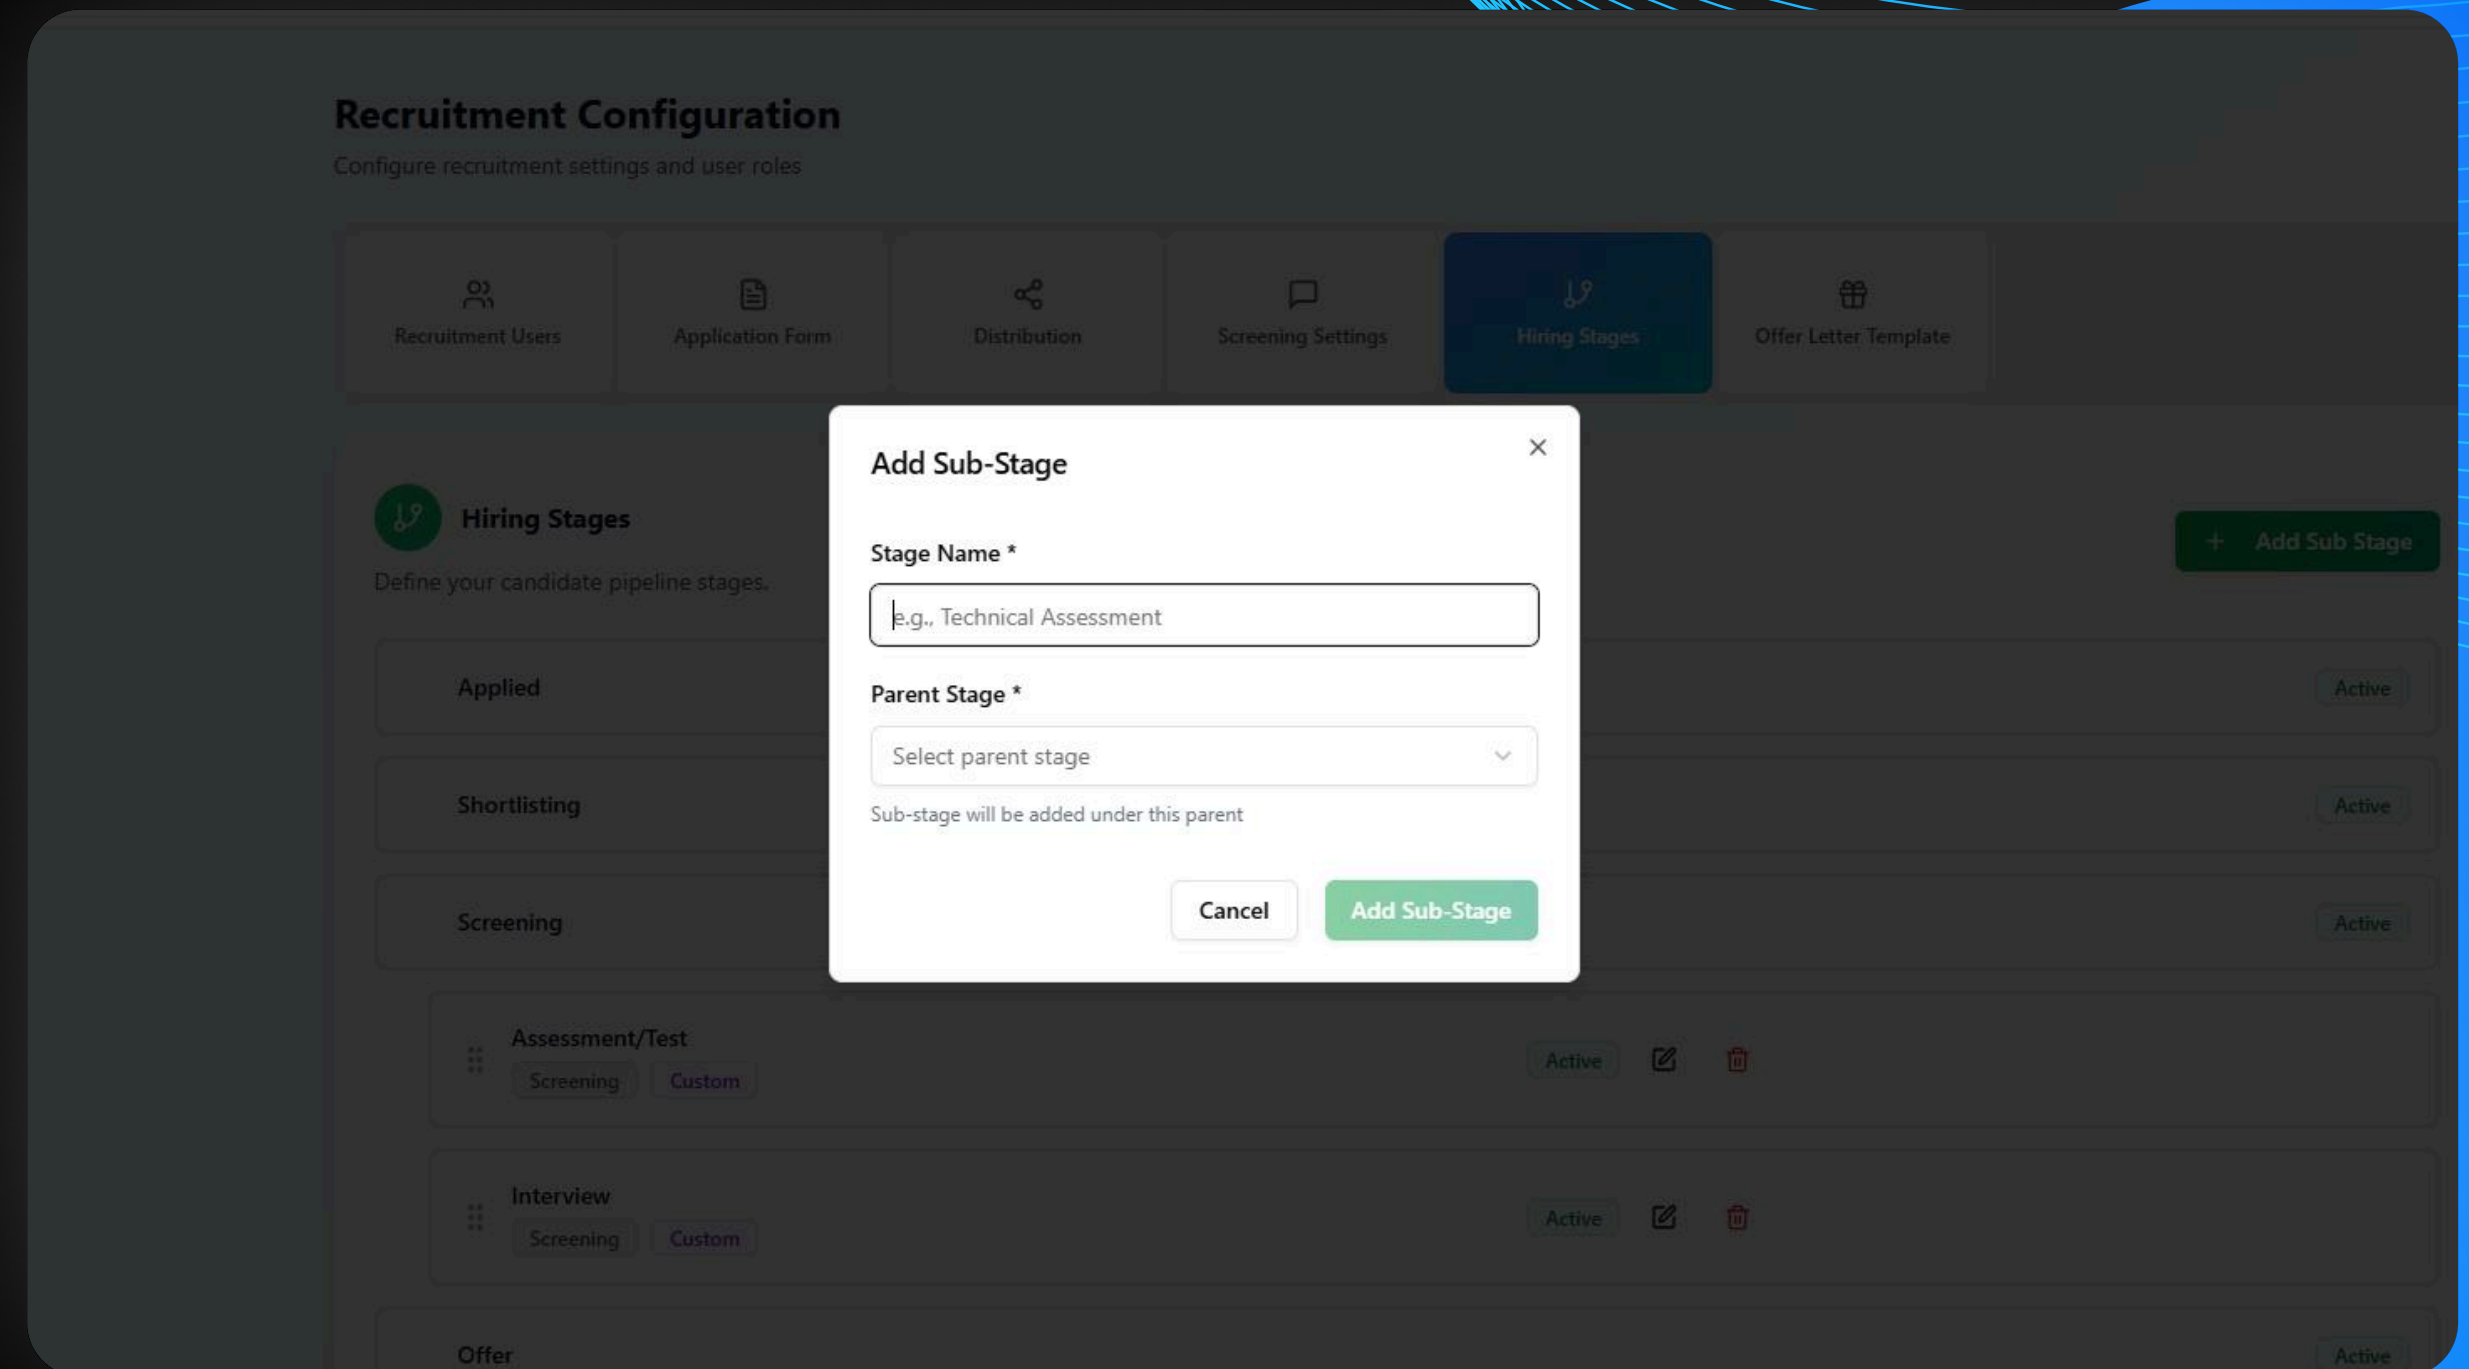 Recruitment Configuration
Configure recruitment settings and user roles
Recruitment Users
Application Form
Distribution
Screening Settings
Hiring Stages
Offer Letter Template
Hiring Stages
Define your candidate pipeline stages.
+ Add Sub Stage
Add Sub-Stage
Stage Name *
e.g., Technical Assessment
Parent Stage *
Select parent stage
Sub-stage will be added under this parent
Cancel
Add Sub-Stage
Applied
Active
Shortlisting
Active
Screening
Active
Assessment/Test
Screening Custom
Active
Interview
Screening Custom
Active
Offer
Active